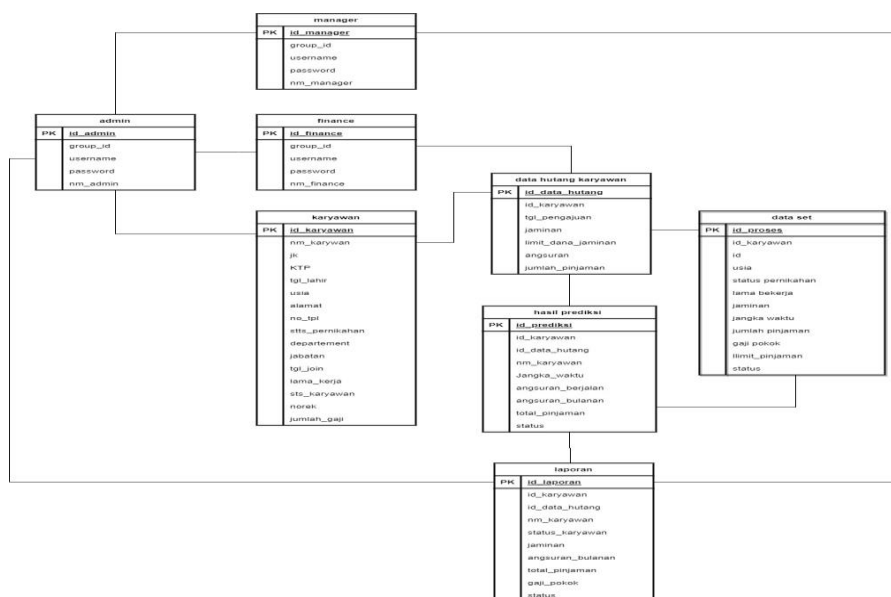 manager
PK id_manager
group_id
username
password
nm_manager
admin
PK id_admin
group_id
username
password
nm_admin
finance
PK id_finance
group_id
username
password
nm_finance
karyawan
PK id_karyawan
nm_karywan
jk
KTP
tgl_lahir
usia
alamat
no_tpl
stts_pernikahan
departement
jabatan
tgl_join
lama_kerja
sts_karyawan
norek
jumlah_gaji
data hutang karyawan
PK id_data_hutang
id_karyawan
tgl_pengajuan
jaminan
limit_dana_jaminan
angsuran
jumlah_pinjaman
data set
PK id_proses
id_karyawan
id
usia
status pernikahan
lama bekerja
jaminan
jangka waktu
jumlah pinjaman
gaji pokok
llimit_pinjaman
status
hasil prediksi
PK id_prediksi
id_karyawan
id_data_hutang
nm_karyawan
Jangka_waktu
angsuran_berjalan
angsuran_bulanan
total_pinjaman
status
laporan
PK id_laporan
id_karyawan
id_data_hutang
nm_karyawan
status_karyawan
jaminan
angsuran_bulanan
total_pinjaman
gaji_pokok
status